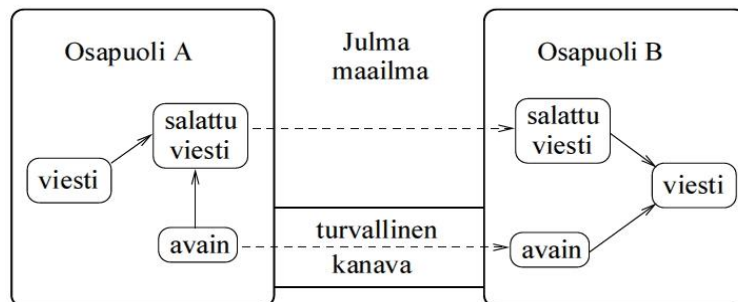 Osapuoli A
viesti
salattu
viesti
avain
Julma
maailma
turvallinen
kanava
Osapuoli B
salattu
viesti
avain
viesti